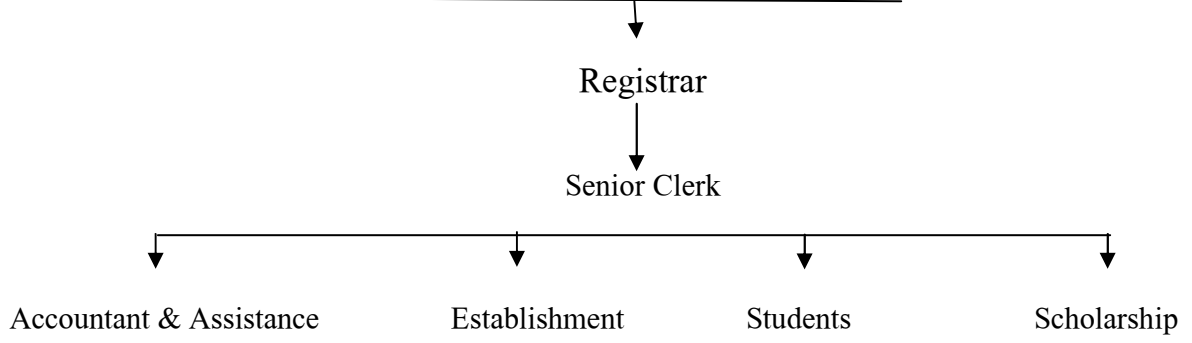 Registrar
Senior Clerk
Accountant & Assistance Establishment Students Scholarship